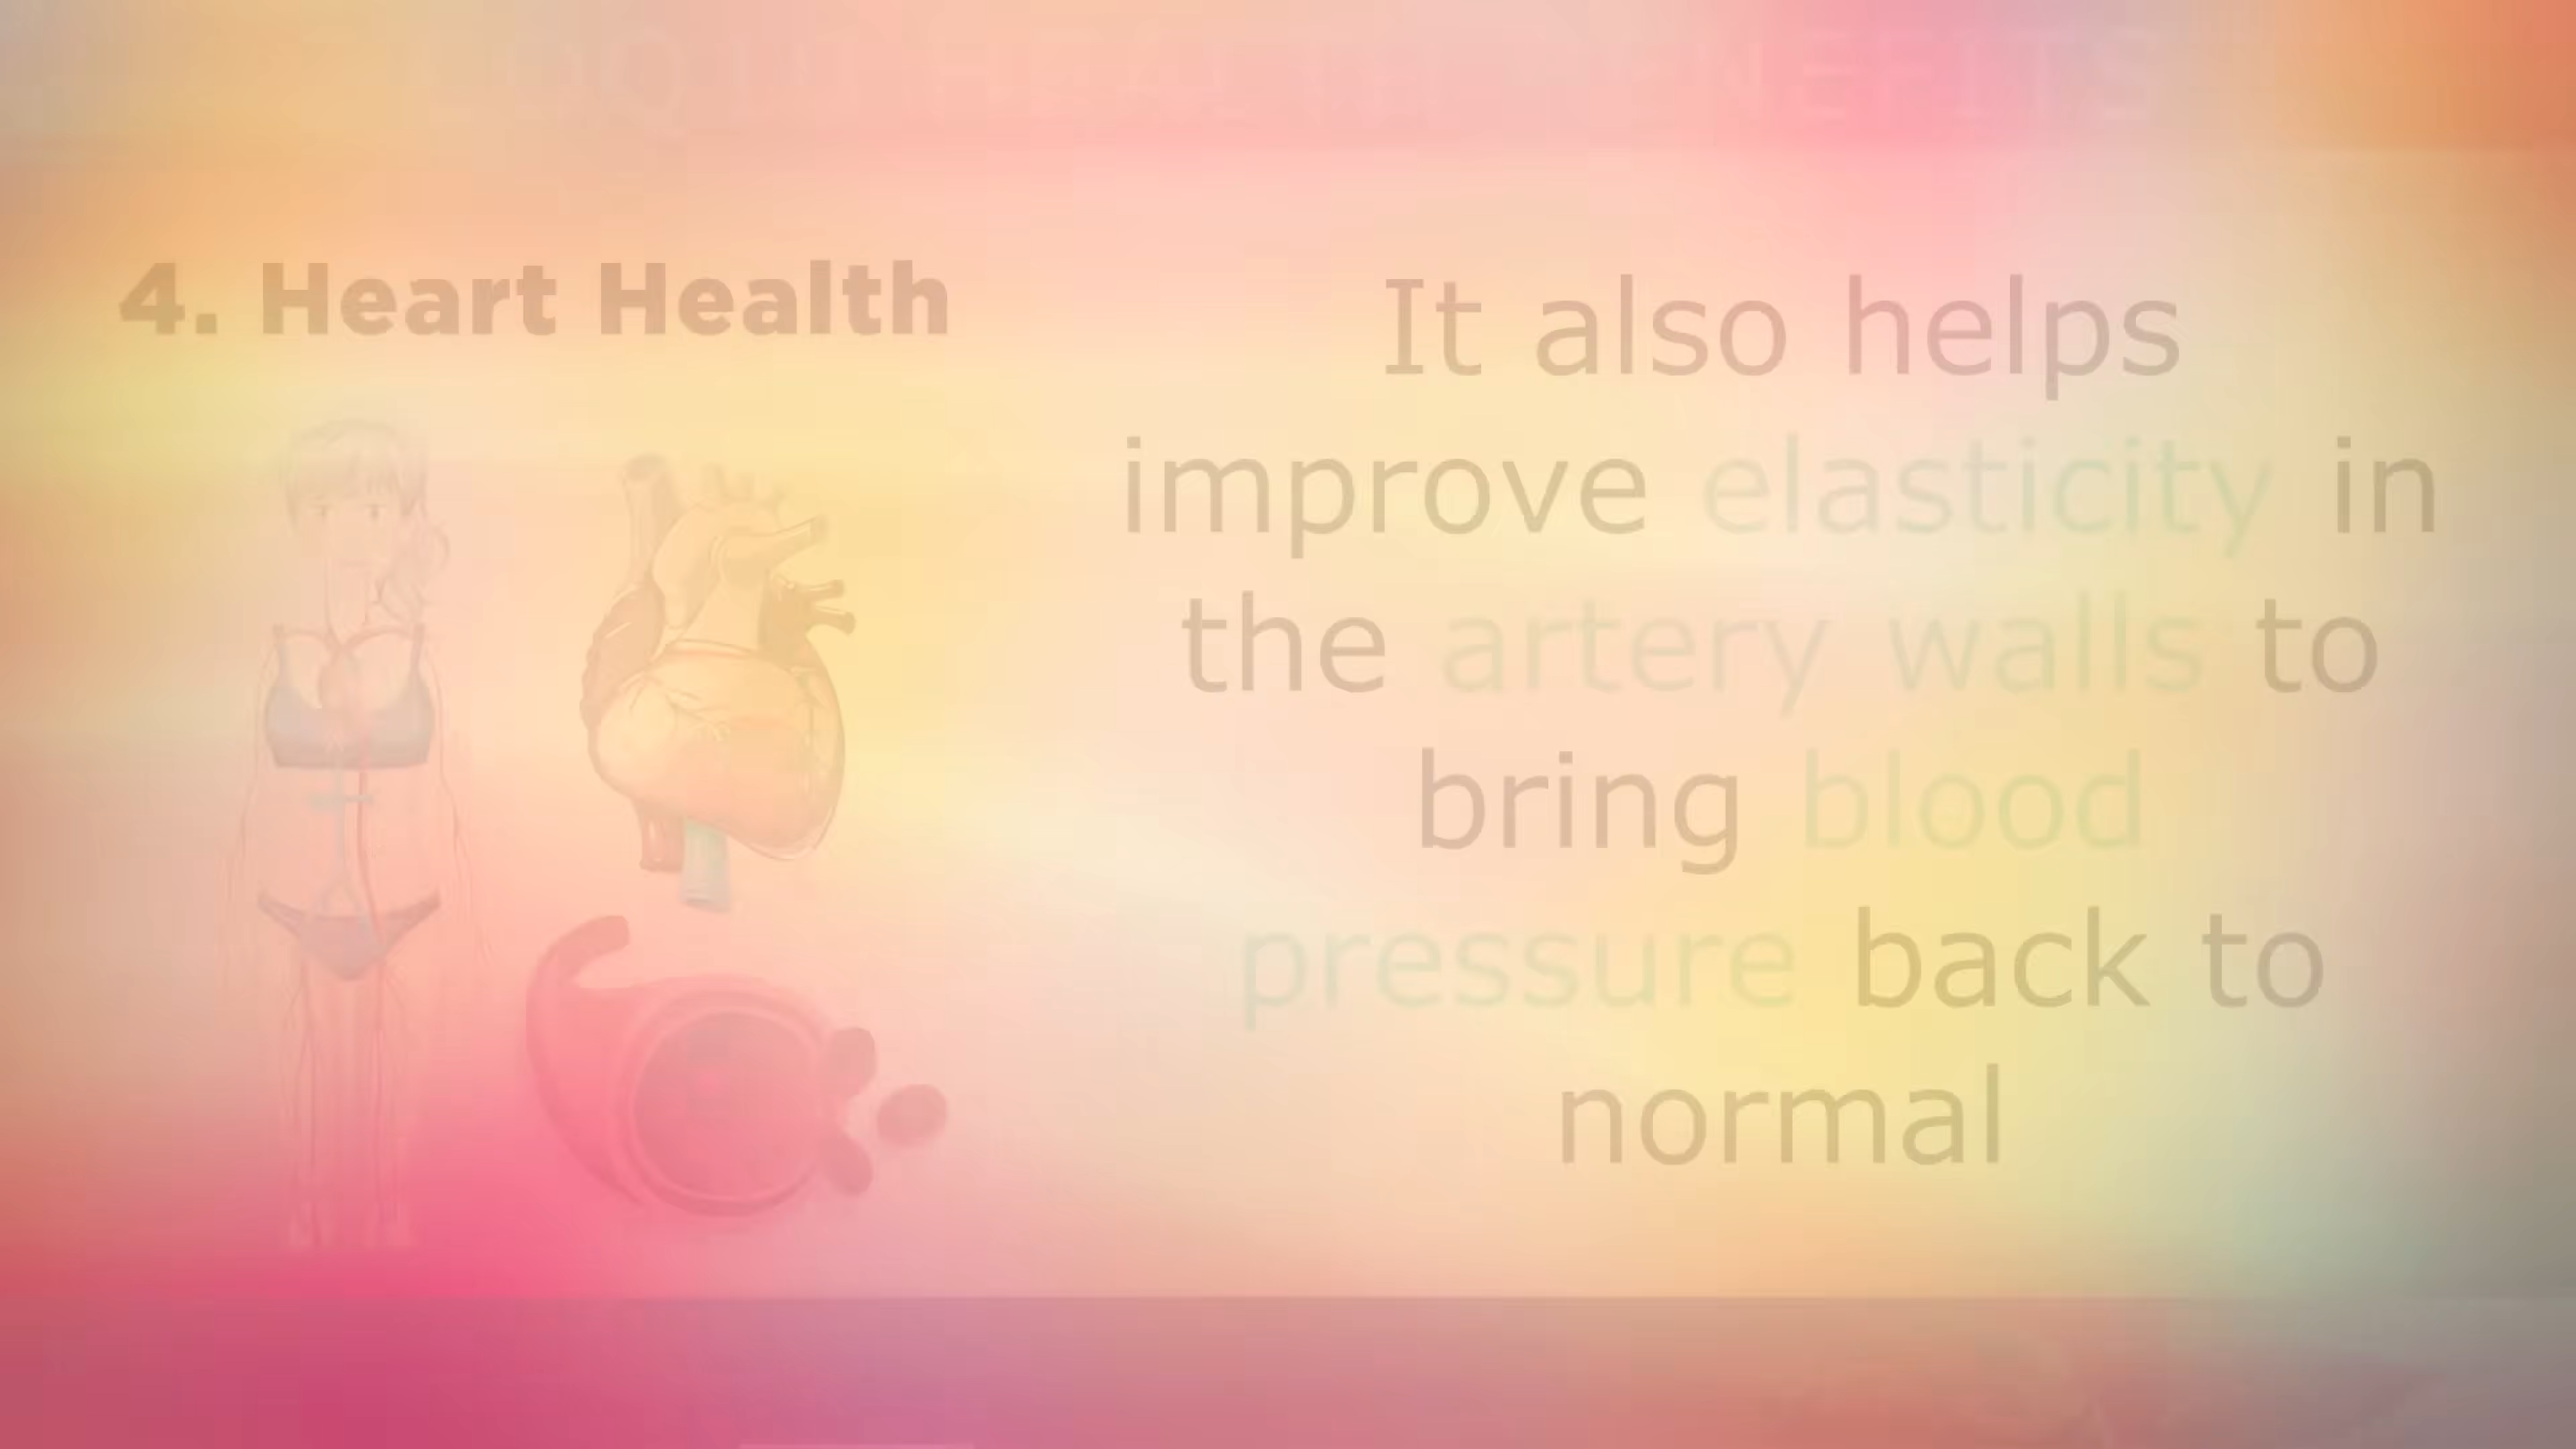 4. Heart Health
It also helps
improve elasticity in
the artery walls to
bring blood
pressure back to
normal